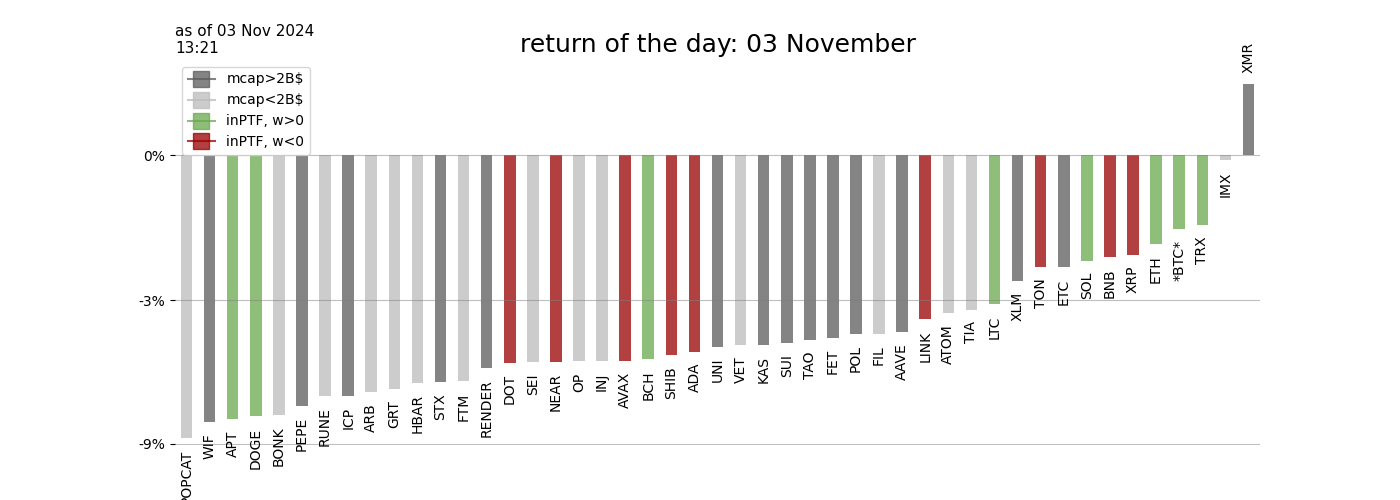 as of 03 Nov 2024
13:21
return of the day: 03 November
mcap>2B$
mcap<2B$
inPTF, w>0
inPTF, w<0
0%
-3%
-9%
WIF
APT
DOGE
BONK
PEPE
RUNE
ICP
ARB
GRT
HBAR
STX
FTM
RENDER
DOT
SEI
NEAR
OP
INJ
AVAX
BCH
SHIB
ADA
UNI
VET
KAS
SUI
TAO
FET
POL
FIL
AAVE
LINK
ATOM
TIA
LTC
XLM
TON
ETC
SOL
BNB
XRP
ETH
*BTC*
TRX
IMX
XMR